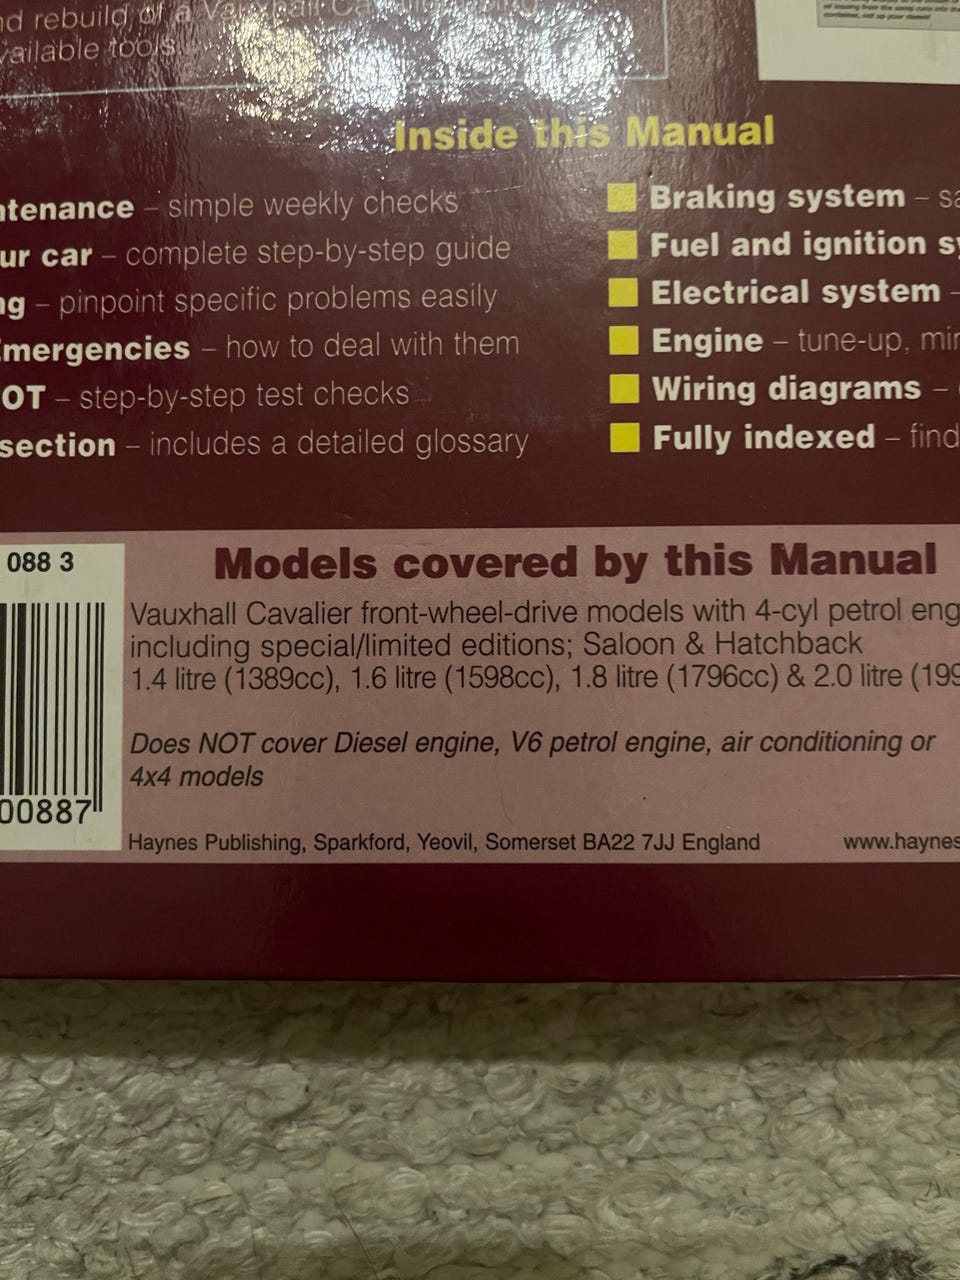 nd rebuild of a Vauxhall
vailable tools
Inside this Manual
ntenance – simple weekly checks
ur car – complete step-by-step guide
ng – pinpoint specific problems easily
Emergencies – how to deal with them
OT – step-by-step test checks
section – includes a detailed glossary
Braking system – sa
Fuel and ignition sy
Electrical system –
Engine – tune-up, min
Wiring diagrams –
Fully indexed – find
088 3
00887
Models covered by this Manual
Vauxhall Cavalier front-wheel-drive models with 4-cyl petrol eng
including special/limited editions; Saloon & Hatchback
1.4 litre (1389cc), 1.6 litre (1598cc), 1.8 litre (1796cc) & 2.0 litre (199
Does NOT cover Diesel engine, V6 petrol engine, air conditioning or
4x4 models
Haynes Publishing, Sparkford, Yeovil, Somerset BA22 7JJ England
www.haynes